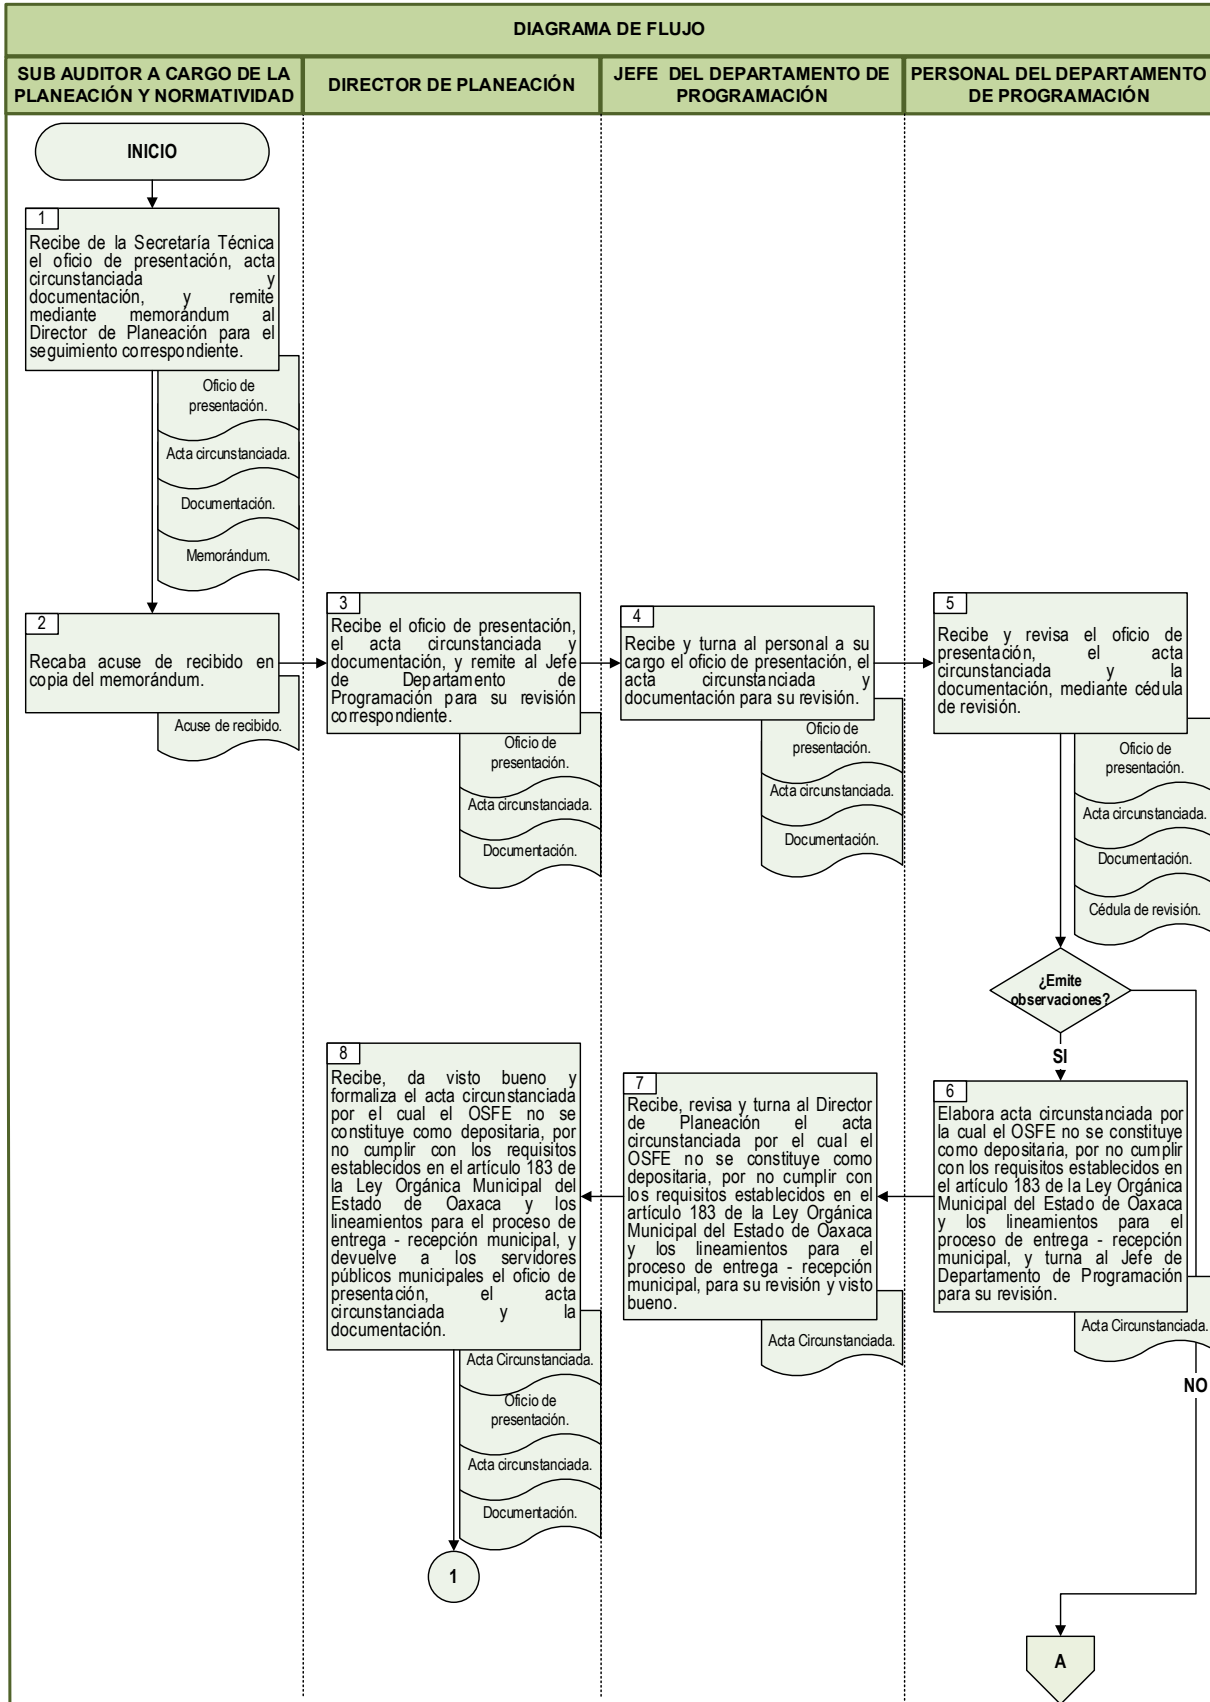 DIAGRAMA DE FLUJO
SUB AUDITOR A CARGO DE LA
PLANEACIÓN Y NORMATIVIDAD
DIRECTOR DE PLANEACIÓN
JEFE DEL DEPARTAMENTO DE
PROGRAMACIÓN
PERSONAL DEL DEPARTAMENTO
DE PROGRAMACIÓN
INICIO
1
Recibe de la Secretaría Técnica
el oficio de presentación, acta
circunstanciada y
documentación, y remite
mediante memorándum al
Director de Planeación para el
seguimiento correspondiente.
Oficio de
presentación.
Acta circunstanciada.
Documentación.
Memorándum.
2
Recaba acuse de recibido en
copia del memorándum.
Acuse de recibido.
3
Recibe el oficio de presentación,
el acta circunstanciada y
documentación, y remite al Jefe
de Departamento de
Programación para su revisión
correspondiente.
Oficio de
presentación.
Acta circunstanciada.
Documentación.
4
Recibe y turna al personal a su
cargo el oficio de presentación, el
acta circunstanciada y
documentación para su revisión.
Oficio de
presentación.
Acta circunstanciada.
Documentación.
5
Recibe y revisa el oficio de
presentación, el acta
circunstanciada y la
documentación, mediante cédula
de revisión.
Oficio de
presentación.
Acta circunstanciada.
Documentación.
Cédula de revisión.
¿Emite
observaciones?
SI
6
Elabora acta circunstanciada por
la cual el OSFE no se constituye
como depositaria, por no cumplir
con los requisitos establecidos en
el artículo 183 de la Ley Orgánica
Municipal del Estado de Oaxaca
y los lineamientos para el
proceso de entrega - recepción
municipal, y turna al Jefe de
Departamento de Programación
para su revisión.
Acta Circunstanciada.
NO
7
Recibe, revisa y turna al Director
de Planeación el acta
circunstanciada por el cual el
OSFE no se constituye como
depositaria, por no cumplir con
los requisitos establecidos en el
artículo 183 de la Ley Orgánica
Municipal del Estado de Oaxaca
y los lineamientos para el
proceso de entrega - recepción
municipal, para su revisión y visto
bueno.
Acta Circunstanciada.
8
Recibe, da visto bueno y
formaliza el acta circunstanciada
por el cual el OSFE no se
constituye como depositaria, por
no cumplir con los requisitos
establecidos en el artículo 183 de
la Ley Orgánica Municipal del
Estado de Oaxaca y los
lineamientos para el proceso de
entrega - recepción municipal, y
devuelve a los servidores
públicos municipales el oficio de
presentación, el acta
circunstanciada y la
documentación.
Acta Circunstanciada.
Oficio de
presentación.
Acta circunstanciada.
Documentación.
1
A